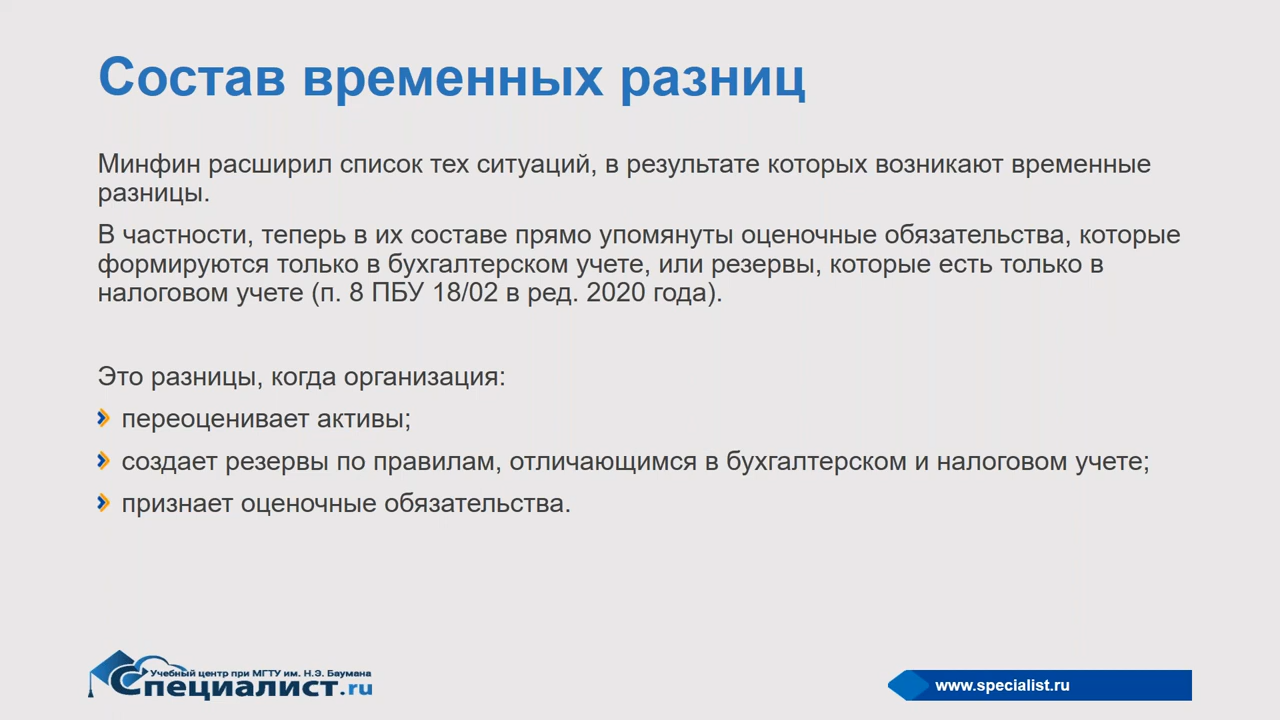 Состав временных разниц
Минфин расширил список тех ситуаций, в результате которых возникают временные
разницы.
В частности, теперь в их составе прямо упомянуты оценочные обязательства, которые
формируются только в бухгалтерском учете, или резервы, которые есть только в
налоговом учете (п. 8 ПБУ 18/02 в ред. 2020 года).
Это разницы, когда организация:
переоценивает активы;
создает резервы по правилам, отличающимся в бухгалтерском и налоговом учете;
признает оценочные обязательства.
Учебный центр при МГТУ им. Н.Э. Баумана
Специалист.ru
www.specialist.ru